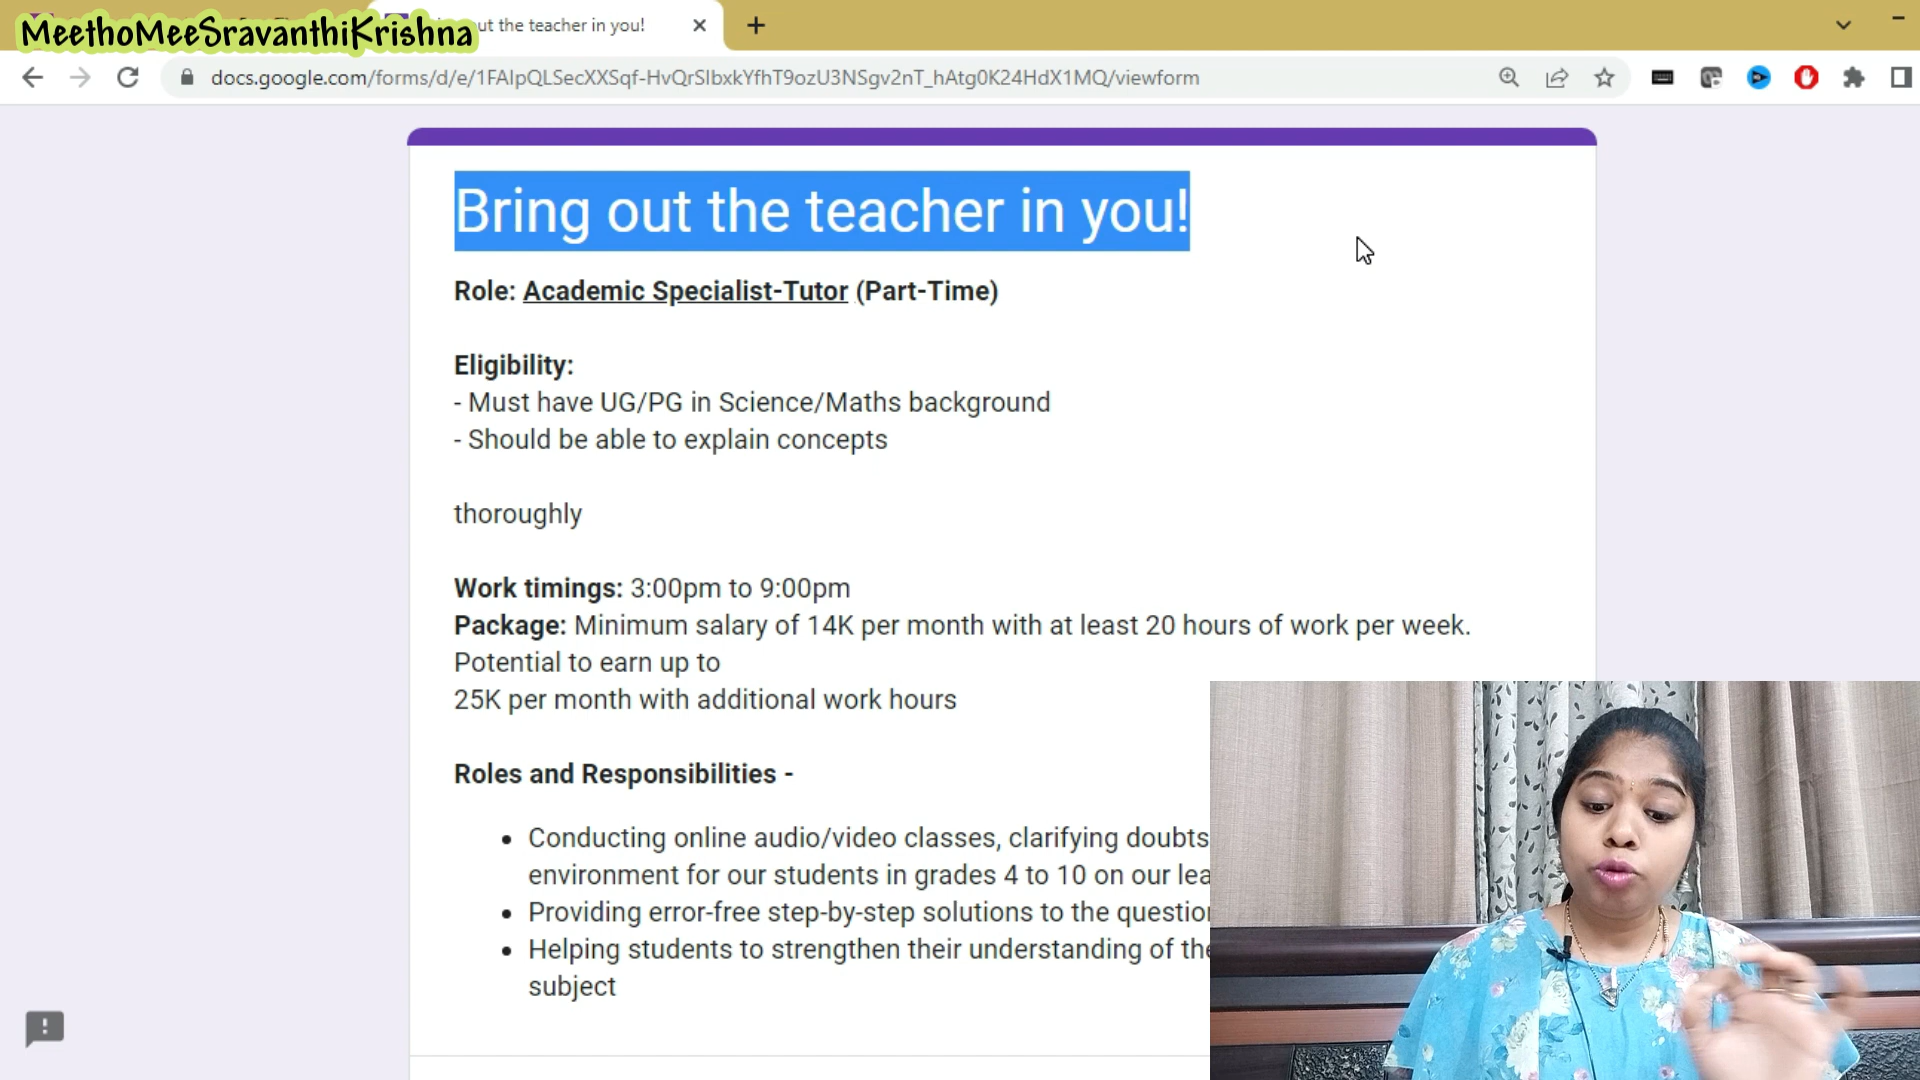 MeethoMeeSravanthiKrishna
out the teacher in you!
docs.google.com/forms/d/e/1FAIpQLSecXXSqf-HvQrSIbxkYfhT9ozU3NSgv2nT_hAtg0K24HdX1MQ/viewform
Bring out the teacher in you!
Role: Academic Specialist-Tutor (Part-Time)
Eligibility:
- Must have UG/PG in Science/Maths background
- Should be able to explain concepts
thoroughly
Work timings: 3:00pm to 9:00pm
Package: Minimum salary of 14K per month with at least 20 hours of work per week.
Potential to earn up to
25K per month with additional work hours
Roles and Responsibilities -
• Conducting online audio/video classes, clarifying doubts
environment for our students in grades 4 to 10 on our
• Providing error-free step-by-step solutions to the
• Helping students to strengthen their understanding of
subject